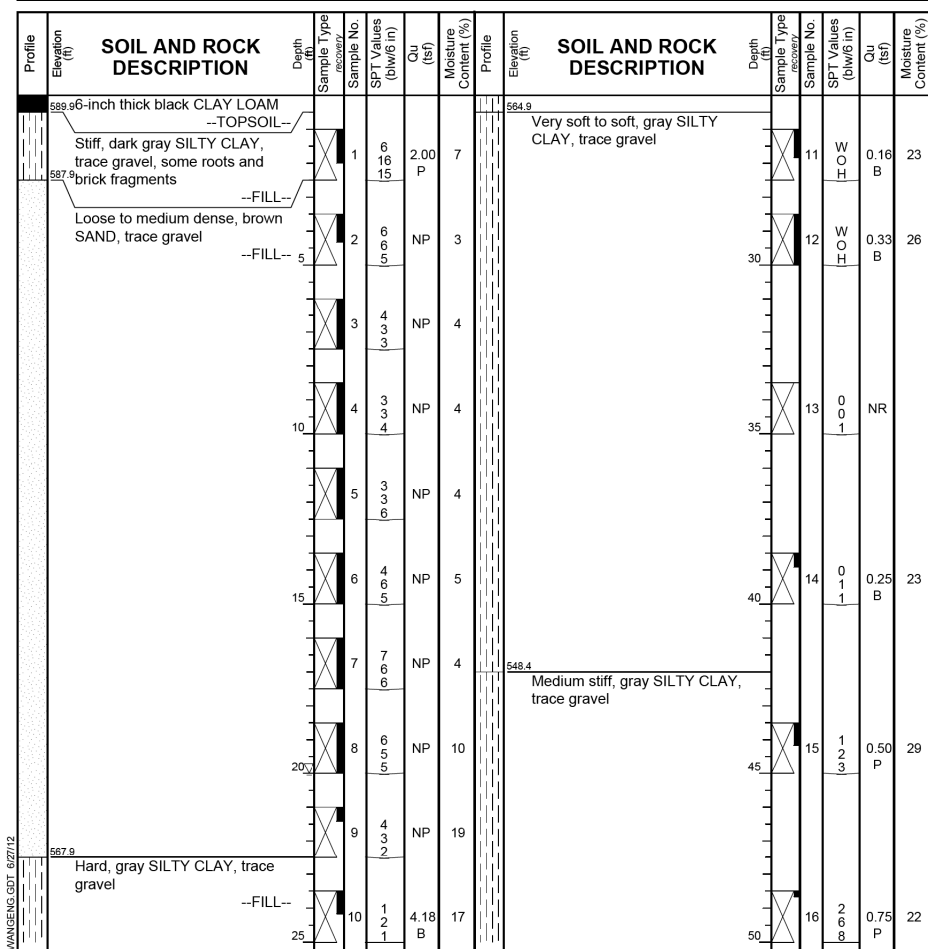 Profile
Elevation (ft)
SOIL AND ROCK
DESCRIPTION
Depth (ft)
Sample Type
recovery
Sample No.
SPT Values
(blw/6 in)
Qu
(tsf)
Moisture
Content (%)
589.9 6-inch thick black CLAY LOAM
--TOPSOIL--
Stiff, dark gray SILTY CLAY,
trace gravel, some roots and
brick fragments
587.9
--FILL--
1 6 16 15 2.00 P 7
Loose to medium dense, brown
SAND, trace gravel
--FILL-- 5
2 6 6 5 NP 3
3 4 3 3 NP 4
10
4 3 3 4 NP 4
5 3 3 6 NP 4
15
6 4 6 5 NP 5
7 7 6 6 NP 4
20
8 6 5 5 NP 10
9 4 3 2 NP 19
567.9
Hard, gray SILTY CLAY, trace
gravel
--FILL--
25
10 1 2 1 4.18 B 17
WANGENG.GDT 6/27/12
Profile
Elevation (ft)
SOIL AND ROCK
DESCRIPTION
Depth (ft)
Sample Type
recovery
Sample No.
SPT Values
(blw/6 in)
Qu
(tsf)
Moisture
Content (%)
564.9
Very soft to soft, gray SILTY
CLAY, trace gravel
11 W O H 0.16 B 23
30
12 W O H 0.33 B 26
35
13 0 0 1 NR
40
14 0 1 1 0.25 B 23
548.4
Medium stiff, gray SILTY CLAY,
trace gravel
45
15 1 2 3 0.50 P 29
50
16 2 6 8 0.75 P 22